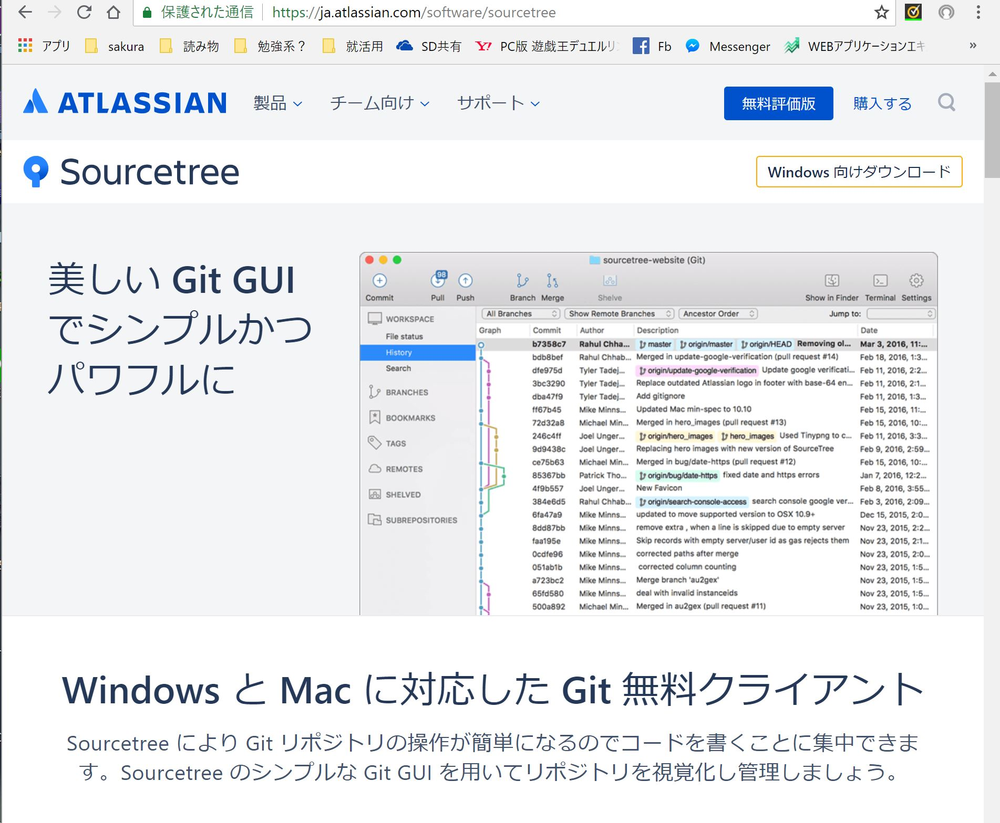 保護された通信 https://ja.atlassian.com/software/sourcetree
アプリ sakura 読み物 勉強系？ 就活用 SD共有 PC版 遊戯王デュエルリン Fb Messenger WEBアプリケーションエキ »
ATLASSIAN 製品 チーム向け サポート 無料評価版 購入する
Sourcetree Windows 向けダウンロード
美しい Git GUI
でシンプルかつ
パワフルに
sourcetree-website (Git)
98
Commit Pull Push Branch Merge Shelve Show in Finder Terminal Settings
All Branches Show Remote Branches Ancestor Order Jump to:
WORKSPACE
File status
History
Search
BRANCHES
BOOKMARKS
TAGS
REMOTES
SHELVED
SUBREPOSITORIES
Graph Commit Author Description Date
b7358c7 Rahul Chha... master origin/master origin/HEAD Removing ol... Mar 3, 2016, 11:...
bdb8bef Rahul Chhab... Merged in update-google-verification (pull request #14) Feb 18, 2016, 1:3...
dfe975d Tyler Tadej... origin/update-google-verification Update google verificati... Feb 11, 2016, 2:2...
3bc3290 Tyler Tadej... Replace outdated Atlassian logo in footer with base-64 en... Feb 11, 2016, 2:1...
dba47f9 Tyler Tadej... Add gitignore Feb 11, 2016, 1:3...
ff67b45 Mike Minns... Updated Mac min-spec to 10.10 Feb 15, 2016, 11:...
72d32a8 Michael Min... Merged in hero_images (pull request #13) Feb 15, 2016, 10:...
246c4ff Joel Unger... origin/hero_images hero_images Used Tinypng to c... Feb 11, 2016, 3:3...
9d9438c Joel Unger... Replacing hero images with new version of SourceTree Feb 9, 2016, 2:59...
ce75b63 Michael Min... Merged in bug/date-https (pull request #12) Feb 15, 2016, 10:...
85367bb Patrick Tho... origin/bug/date-https fixed date and https errors Jan 7, 2016, 12:2...
4f9b557 Joel Unger... New Favicon Feb 8, 2016, 3:55...
384e6d5 Rahul Chhab... origin/search-console-access search console google ver... Feb 3, 2016, 2:09...
6fa47a9 Mike Minns... updated to move supported version to OSX 10.9+ Dec 15, 2015, 2:0...
8dd87bb Mike Minns... remove extra , when a line is skipped due to empty server Nov 23, 2015, 2:2...
faa195e Mike Minns... Skip records with empty server/user id as gas rejects them Nov 23, 2015, 2:1...
0cdfe96 Mike Minns... corrected paths after merge Nov 23, 2015, 2:0...
051ab1b Mike Minns... corrected column counting Nov 23, 2015, 1:5...
a723bc2 Mike Minns... Merge branch 'au2gex' Nov 23, 2015, 1:5...
65fd580 Mike Minns... deal with invalid instanceids Nov 23, 2015, 1:5...
500a892 Michael Min... Merged in au2gex (pull request #11) Nov 23, 2015, 1:0...
Windows と Mac に対応した Git 無料クライアント
Sourcetree により Git リポジトリの操作が簡単になるのでコードを書くことに集中できま
す。Sourcetree のシンプルな Git GUI を用いてリポジトリを視覚化し管理しましょう。